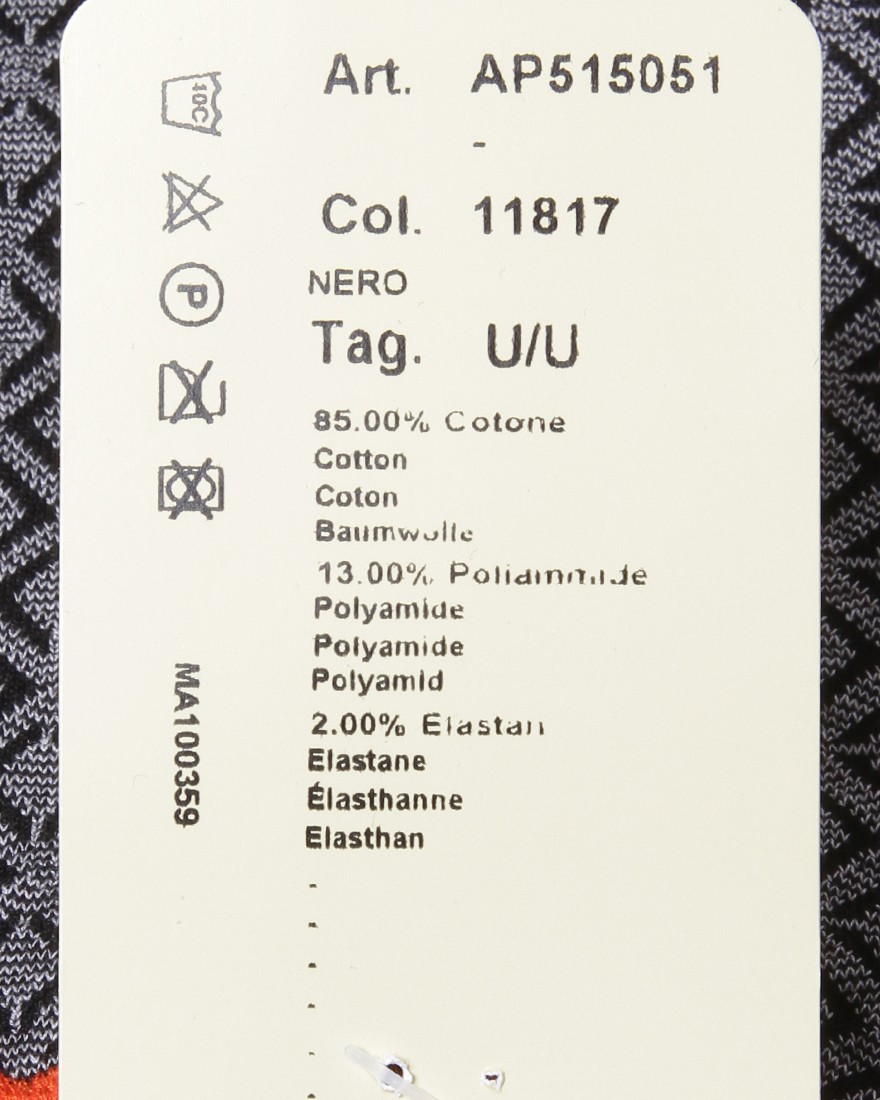 Art. AP515051
-
Col. 11817
NERO
Tag. U/U
85.00% Cotone
Cotton
Coton
Baumwolle
13.00% Poliammide
Polyamide
Polyamide
Polyamid
2.00% Elastan
Elastane
Élasthanne
Elasthan
-
-
-
-
-
-
10C
P
MA100359